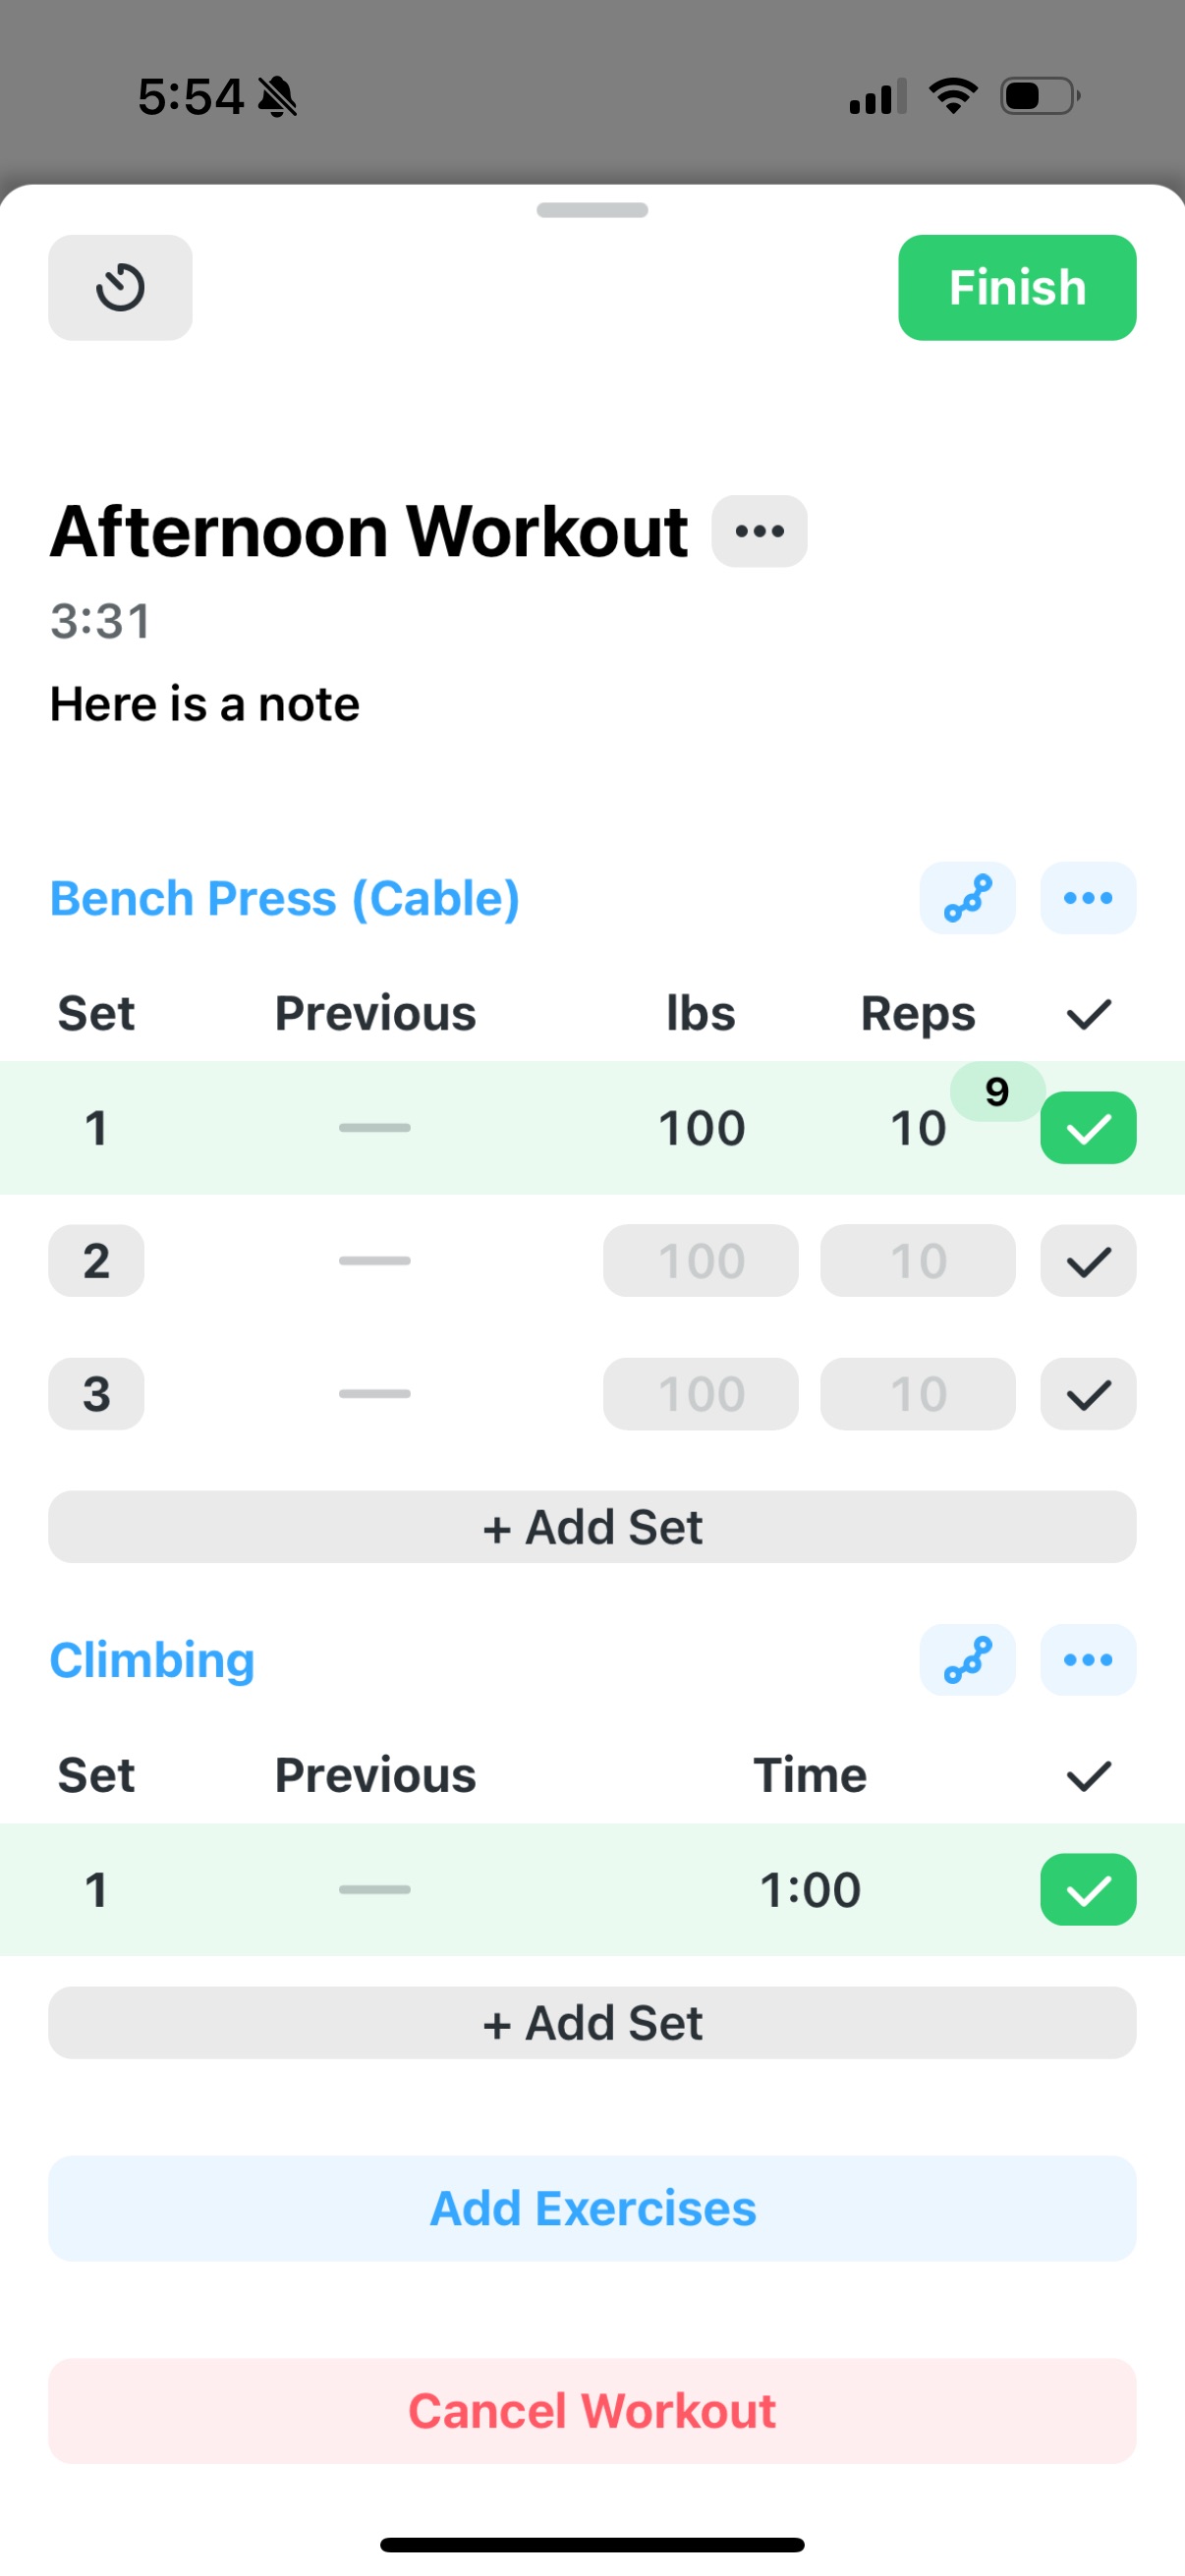 5:54
Finish
Afternoon Workout
3:31
Here is a note
Bench Press (Cable)
Set Previous lbs Reps
1 100 10 9
2 100 10
3 100 10
+ Add Set
Climbing
Set Previous Time
1 1:00
+ Add Set
Add Exercises
Cancel Workout